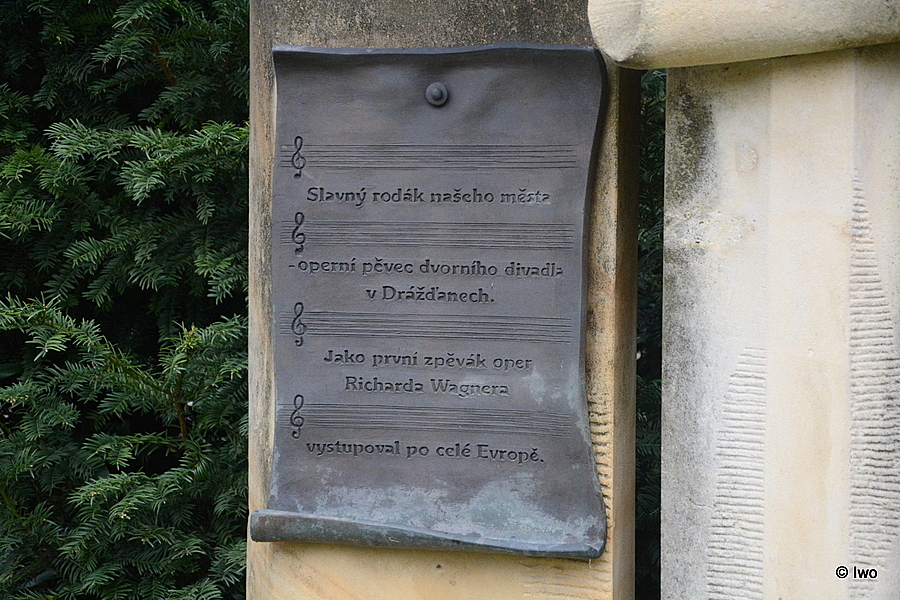 Slavný rodák našeho města
-operní pěvec dvorního divadla
v Drážďanech.
Jako první zpěvák oper
Richarda Wagnera
vystupoval po celé Evropě.
© Iwo